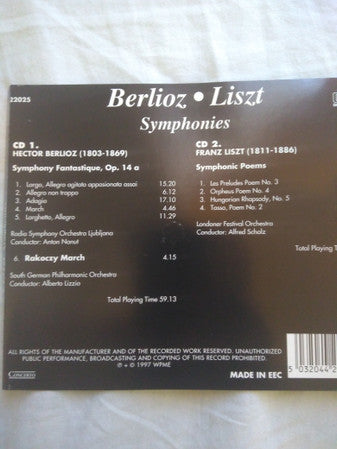 22025
Berlioz • Liszt
Symphonies
CD 1.
HECTOR BERLIOZ (1803-1869)
Symphony Fantastique, Op. 14 a
1. Largo, Allegro agitato appasionata assai 15.20
2. Allegro non troppo 6.12
3. Adagio 17.10
4. March 4.46
5. Larghetto, Allegro 11.29
Radio Symphony Orchestra Ljubljana
Conductor: Anton Nanut
6. Rakoczy March 4.15
South German Philharmonic Orchestra
Conductor: Alberto Lizzio
Total Playing Time 59.13
CD 2.
FRANZ LISZT (1811-1886)
Symphonic Poems
1. Les Preludes Poem No. 3
2. Orpheus Poem No. 4
3. Hungarian Rhapsody, No. 5
4. Tasso, Poem No. 2
Londoner Festival Orchestra
Conductor: Alfred Scholz
Total Playing Time
ALL RIGHTS OF THE MANUFACTURER AND OF THE RECORDED WORK RESERVED. UNAUTHORIZED
PUBLIC PERFORMANCE, BROADCASTING AND COPYING OF THIS RECORD PROHIBITED.
℗ + © 1997 WPME
CONCERTO
MADE IN EEC
5 032044 2